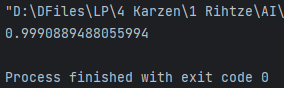 "D:\DFiles\LP\4 Karzen\1 Rihtze\AI\
0.9990889488055994
Process finished with exit code 0